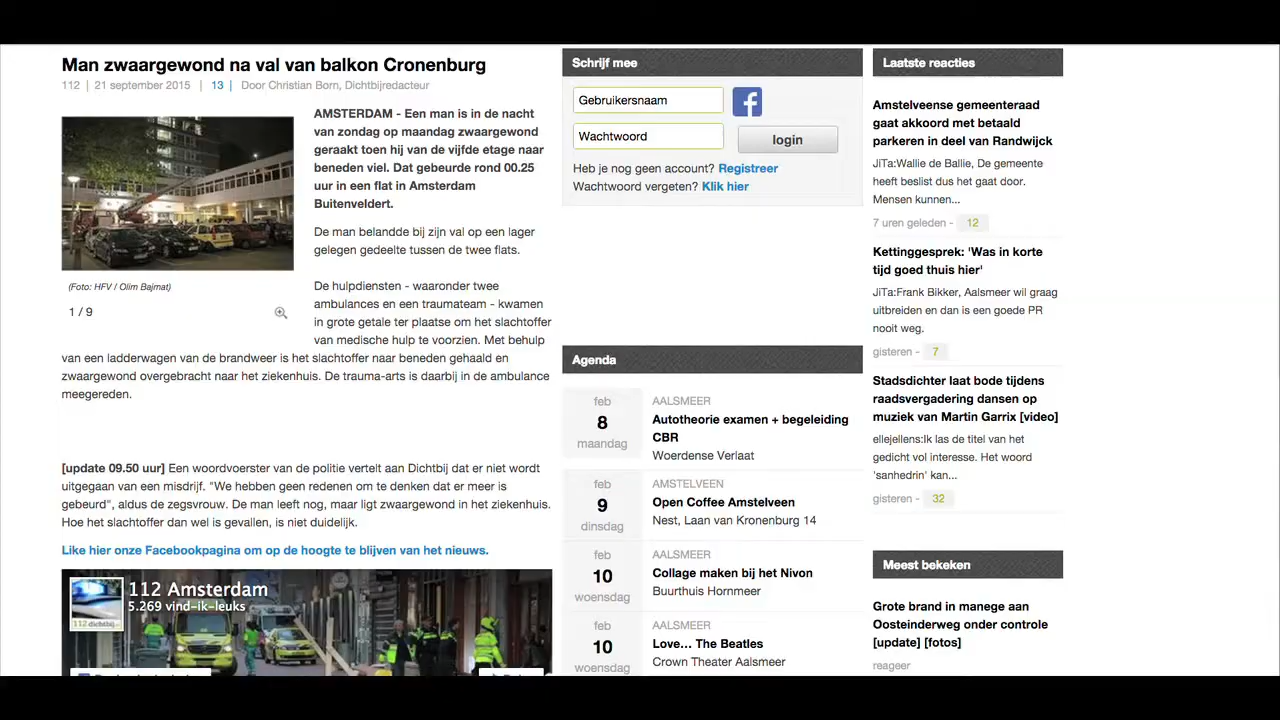 Man zwaargewond na val van balkon Cronenburg
112 | 21 september 2015 | 13 | Door Christian Born, Dichtbijredacteur
AMSTERDAM - Een man is in de nacht
van zondag op maandag zwaargewond
geraakt toen hij van de vijfde etage naar
beneden viel. Dat gebeurde rond 00.25
uur in een flat in Amsterdam
Buitenveldert.
De man belandde bij zijn val op een lager
gelegen gedeelte tussen de twee flats.
(Foto: HFV / Olim Bajmat)
1 / 9
De hulpdiensten - waaronder twee
ambulances en een traumateam - kwamen
in grote getale ter plaatse om het slachtoffer
van medische hulp te voorzien. Met behulp
van een ladderwagen van de brandweer is het slachtoffer naar beneden gehaald en
zwaargewond overgebracht naar het ziekenhuis. De trauma-arts is daarbij in de ambulance
meegereden.
[update 09.50 uur] Een woordvoerster van de politie vertelt aan Dichtbij dat er niet wordt
uitgegaan van een misdrijf. "We hebben geen redenen om te denken dat er meer is
gebeurd", aldus de zegsvrouw. De man leeft nog, maar ligt zwaargewond in het ziekenhuis.
Hoe het slachtoffer dan wel is gevallen, is niet duidelijk.
Like hier onze Facebookpagina om op de hoogte te blijven van het nieuws.
112 Amsterdam
5.269 vind-ik-leuks
112 dichtbij
Schrijf mee
Gebruikersnaam
Wachtwoord
login
Heb je nog geen account? Registreer
Wachtwoord vergeten? Klik hier
Agenda
feb
8
maandag
AALSMEER
Autotheorie examen + begeleiding
CBR
Woerdense Verlaat
feb
9
dinsdag
AMSTELVEEN
Open Coffee Amstelveen
Nest, Laan van Kronenburg 14
feb
10
woensdag
AALSMEER
Collage maken bij het Nivon
Buurthuis Hornmeer
feb
10
woensdag
AALSMEER
Love... The Beatles
Crown Theater Aalsmeer
Laatste reacties
Amstelveense gemeenteraad
gaat akkoord met betaald
parkeren in deel van Randwijck
JiTa:Wallie de Ballie, De gemeente
heeft beslist dus het gaat door.
Mensen kunnen...
7 uren geleden - 12
Kettinggesprek: 'Was in korte
tijd goed thuis hier'
JiTa:Frank Bikker, Aalsmeer wil graag
uitbreiden en dan is een goede PR
nooit weg.
gisteren - 7
Stadsdichter laat bode tijdens
raadsvergadering dansen op
muziek van Martin Garrix [video]
ellejellens:Ik las de titel van het
gedicht vol interesse. Het woord
'sanhedrin' kan...
gisteren - 32
Meest bekeken
Grote brand in manege aan
Oosteinderweg onder controle
[update] [fotos]
reageer